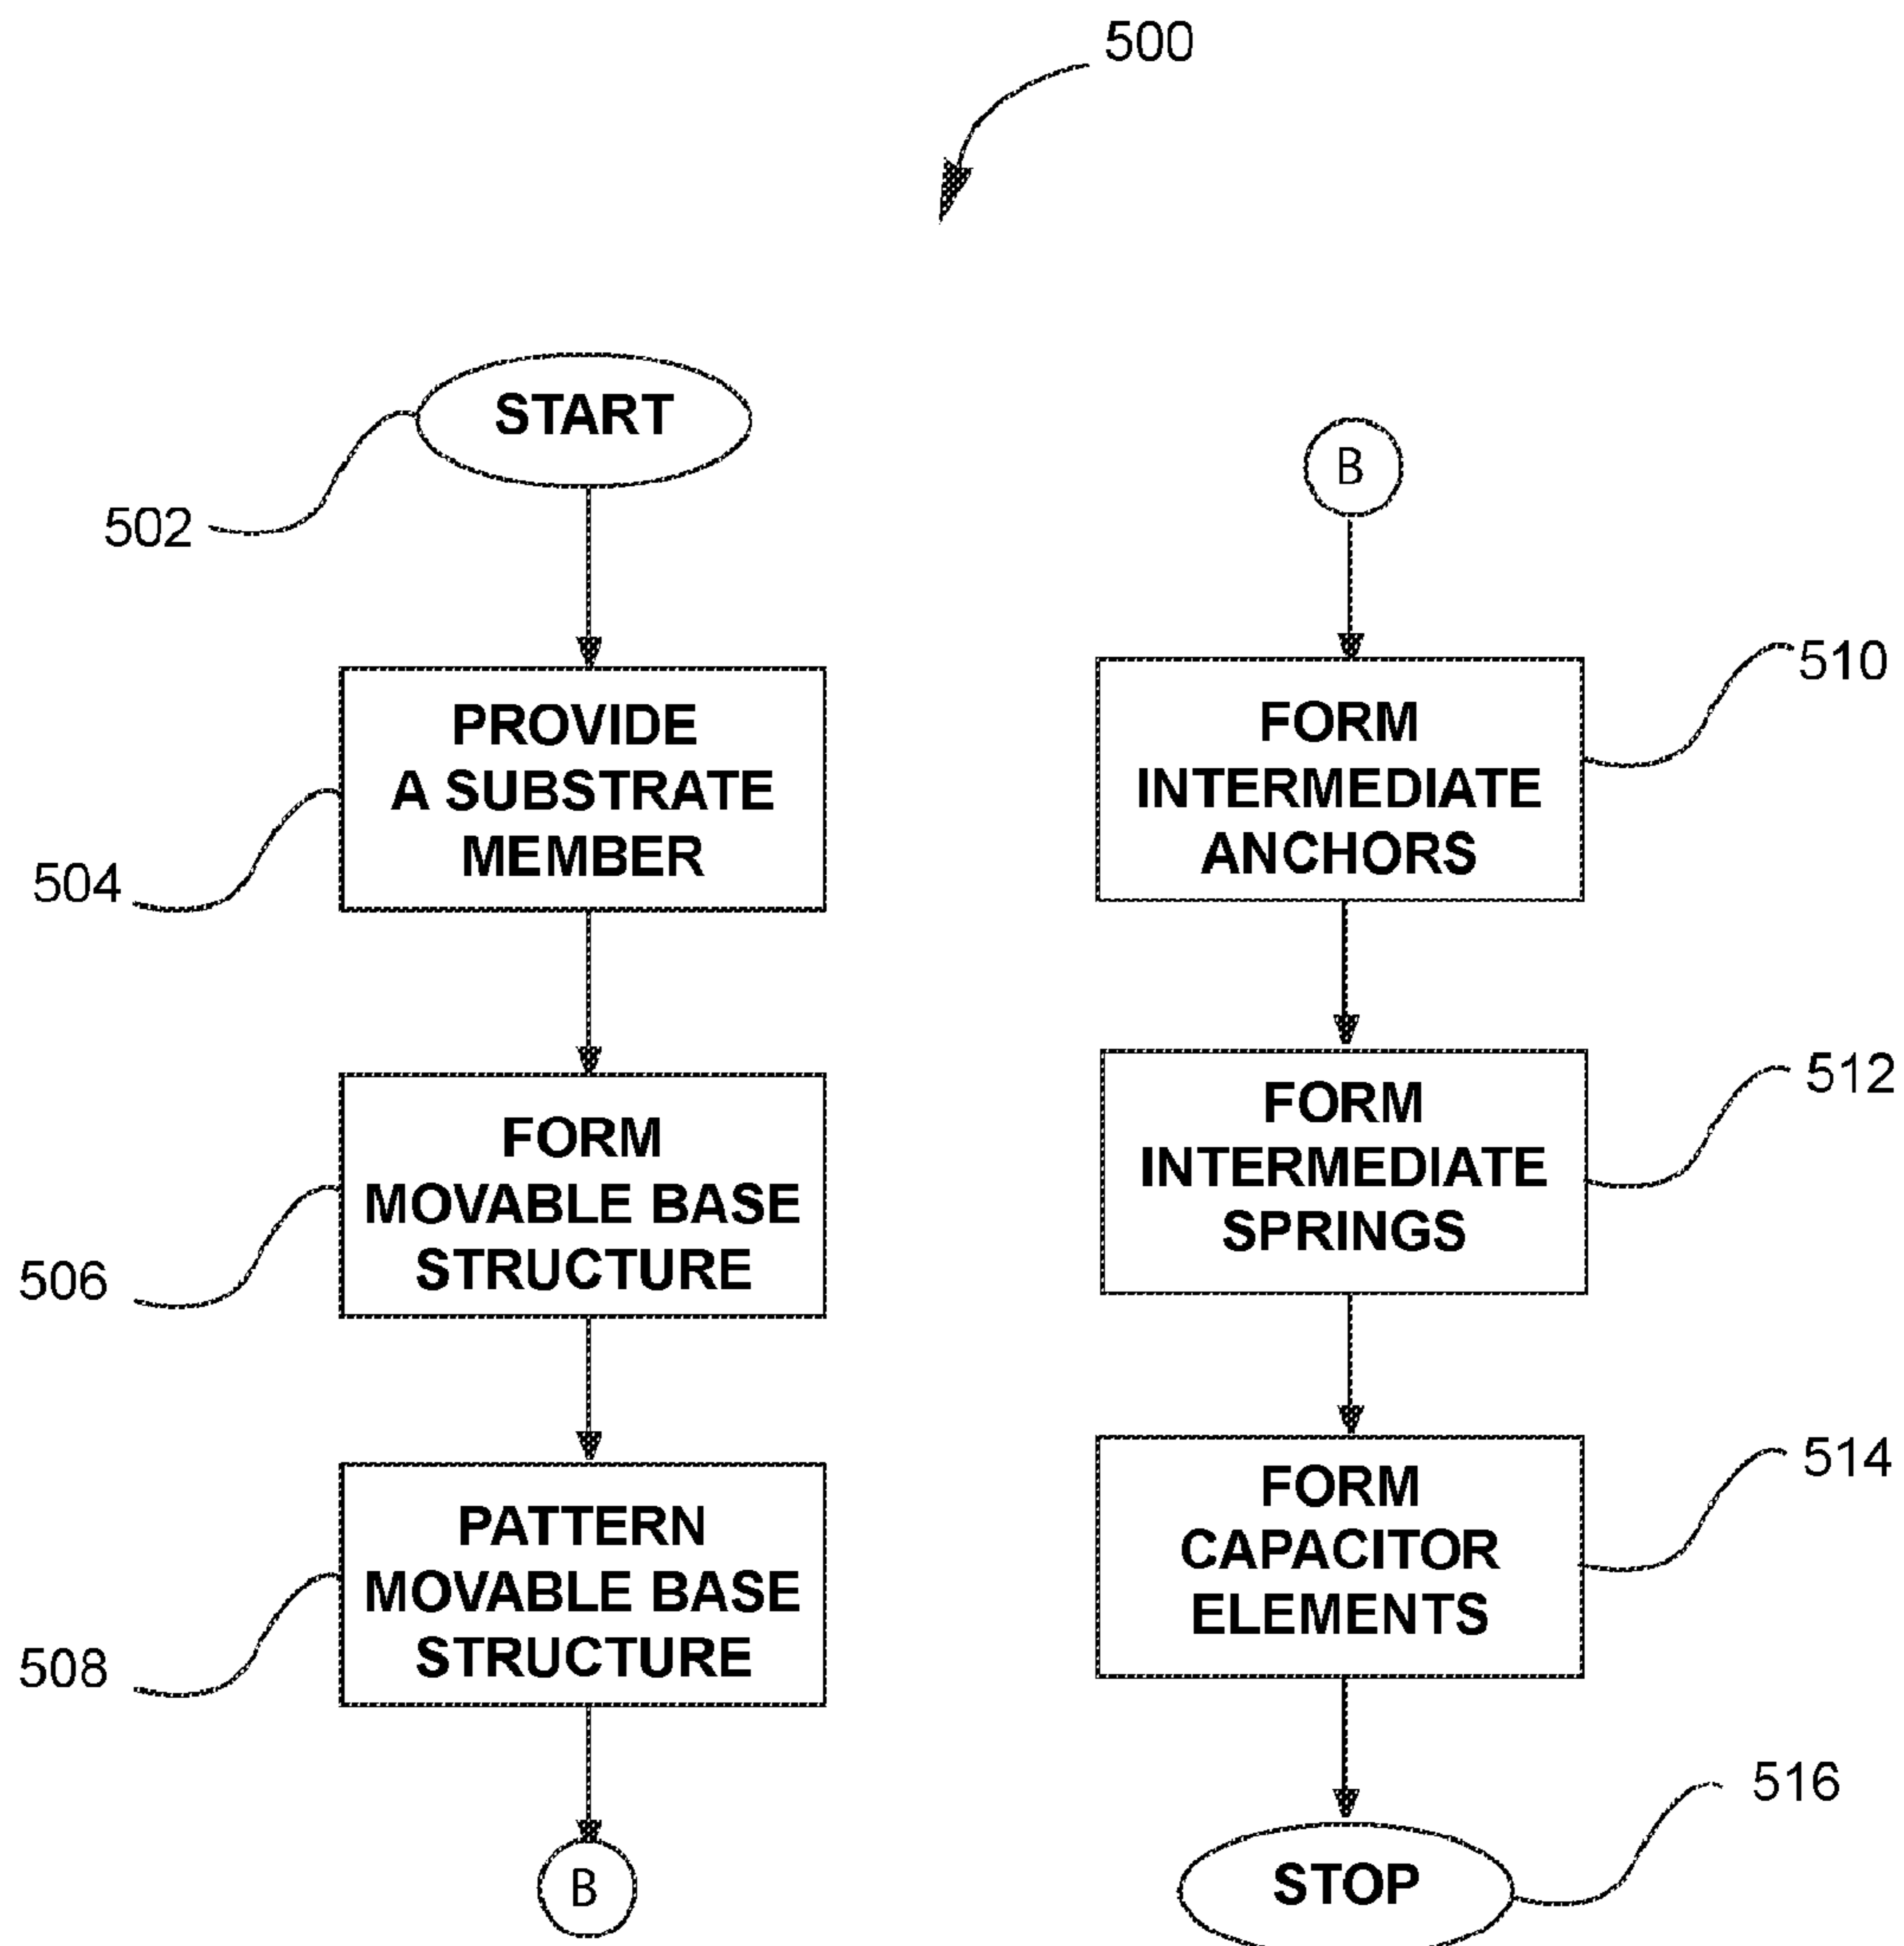 500
START
502
PROVIDE
A SUBSTRATE
MEMBER
504
FORM
MOVABLE BASE
STRUCTURE
506
PATTERN
MOVABLE BASE
STRUCTURE
508
B
B
FORM
INTERMEDIATE
ANCHORS
510
FORM
INTERMEDIATE
SPRINGS
512
FORM
CAPACITOR
ELEMENTS
514
STOP
516